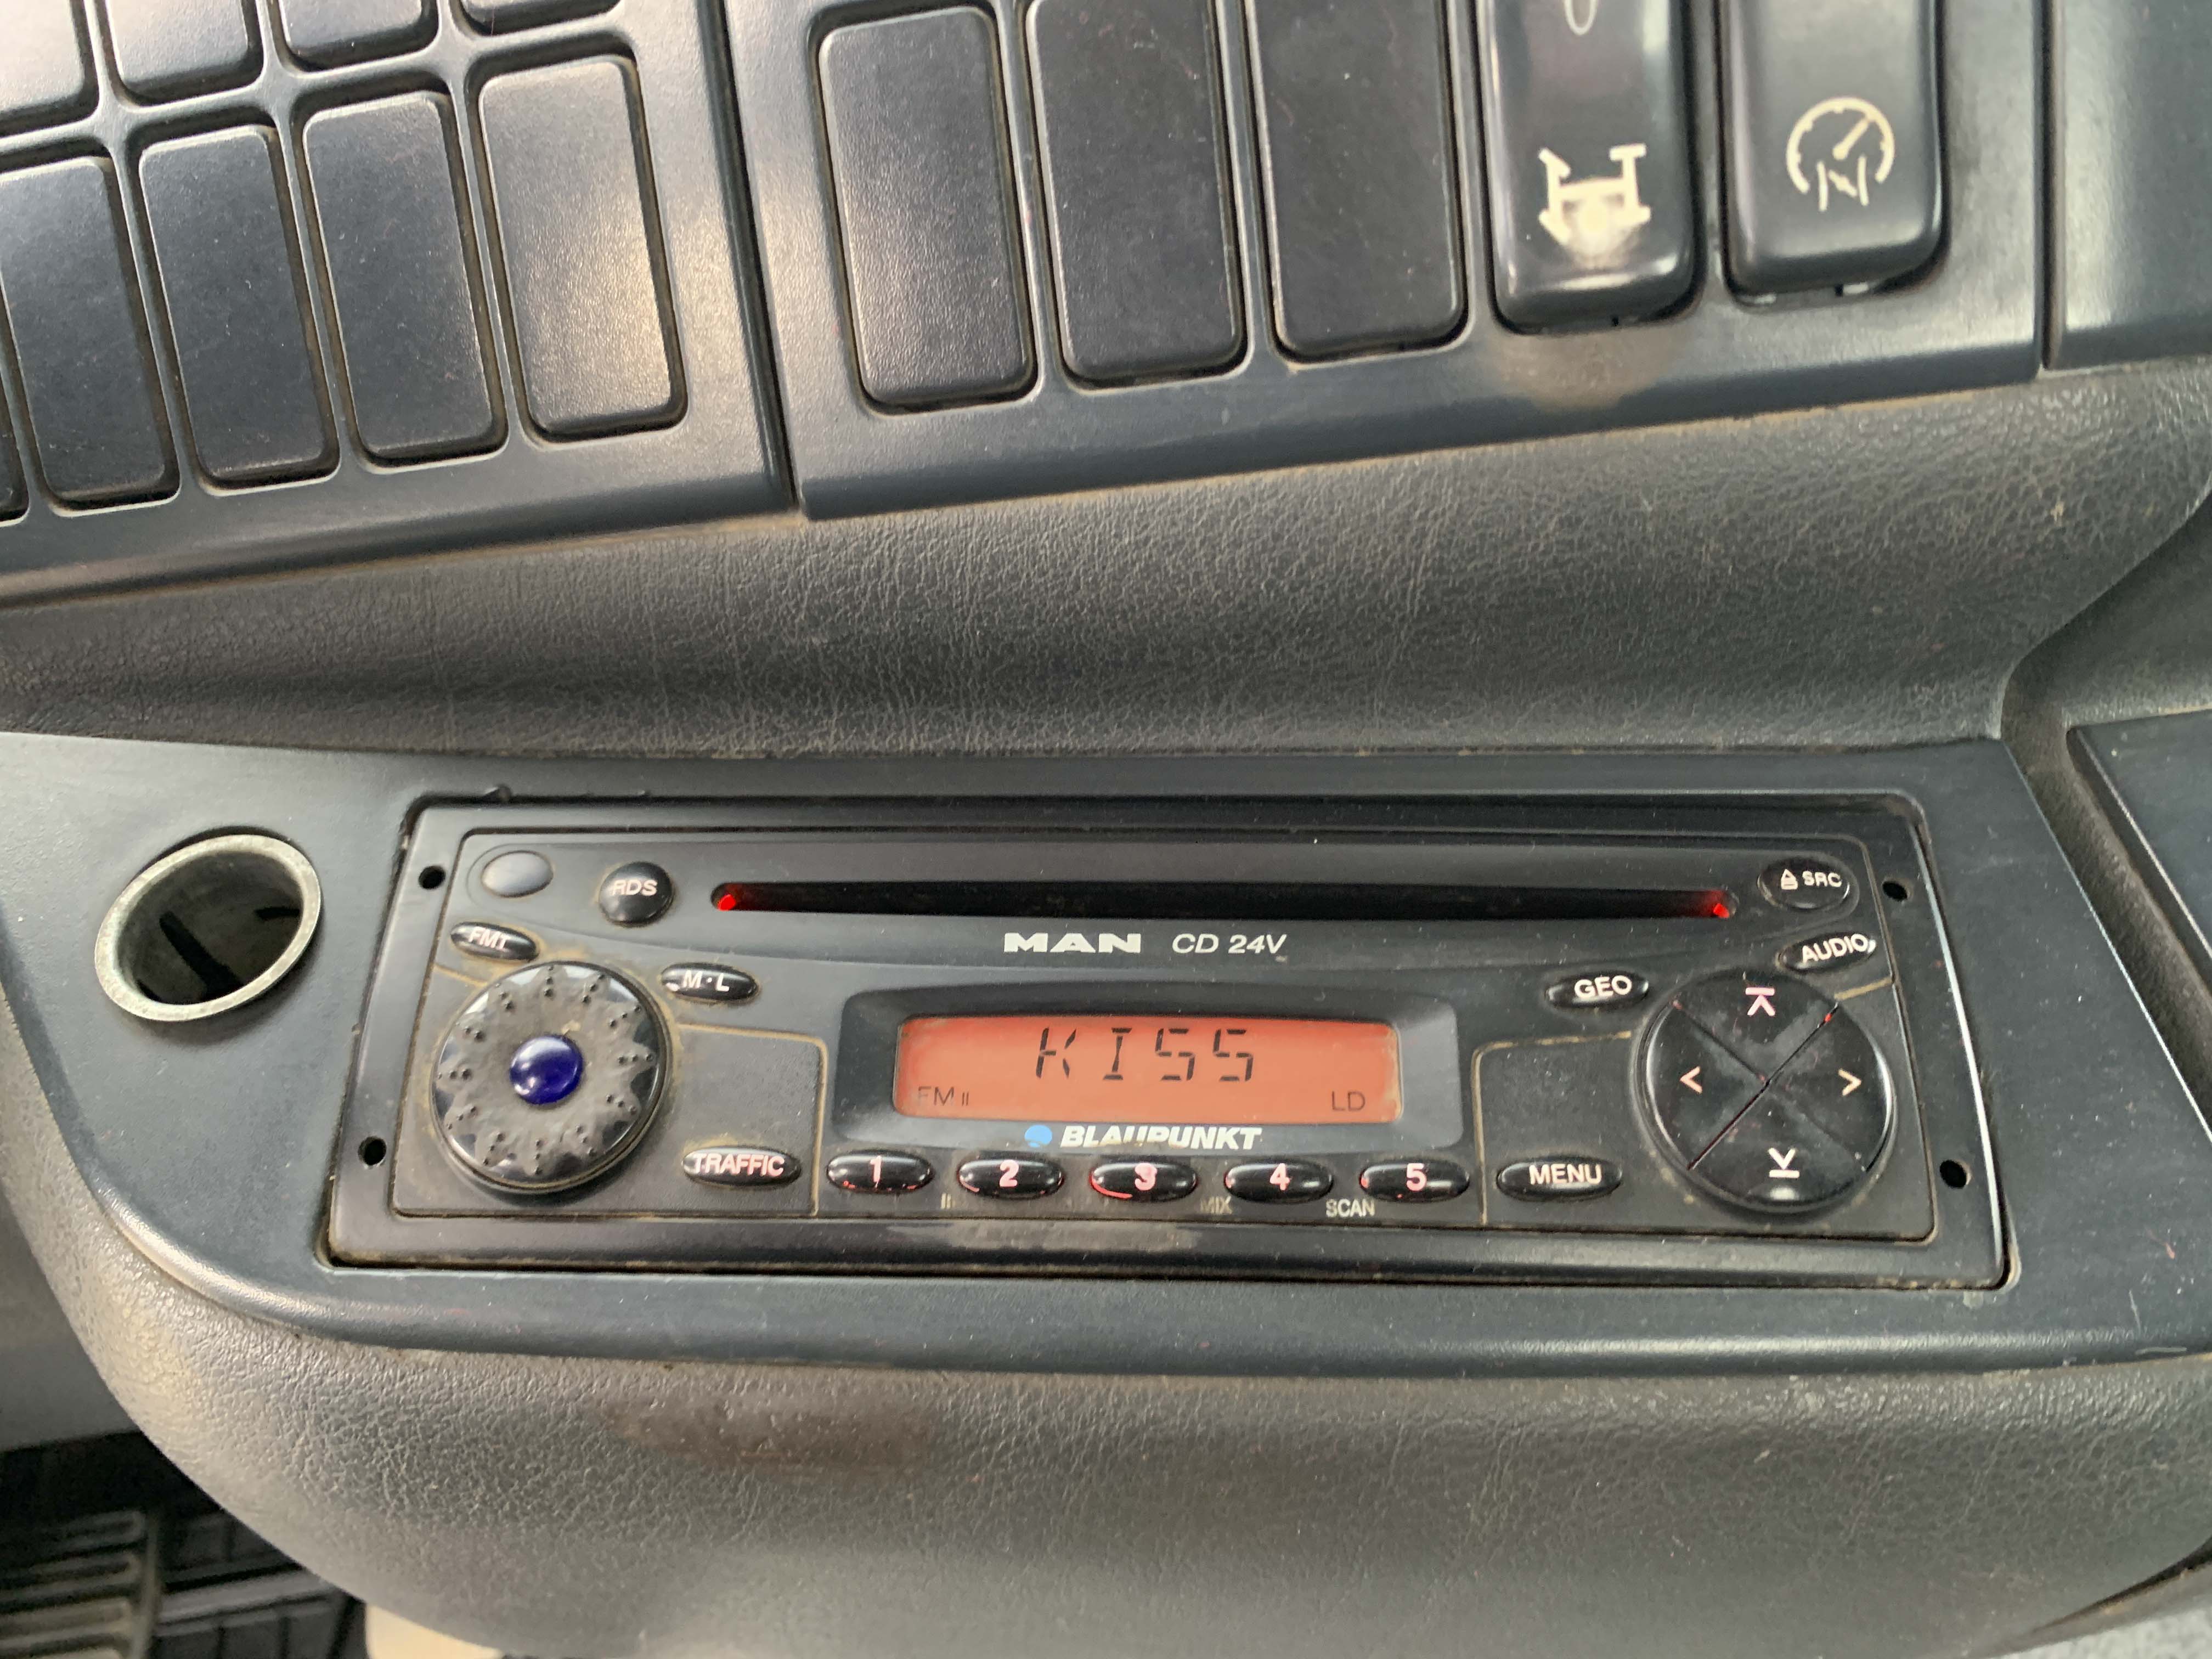 RDS
SRC
FMT
MAN CD 24V
AUDIO
M·L
GEO
KISS
FM II
LD
BLAUPUNKT
TRAFFIC
1
2
3
4
5
MENU
MIX
SCAN